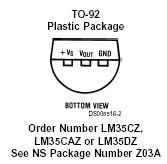 TO-92
Plastic Package
+VS VOUT GND
BOTTOM VIEW
DS005516-2
Order Number LM35CZ,
LM35CAZ or LM35DZ
See NS Package Number Z03A